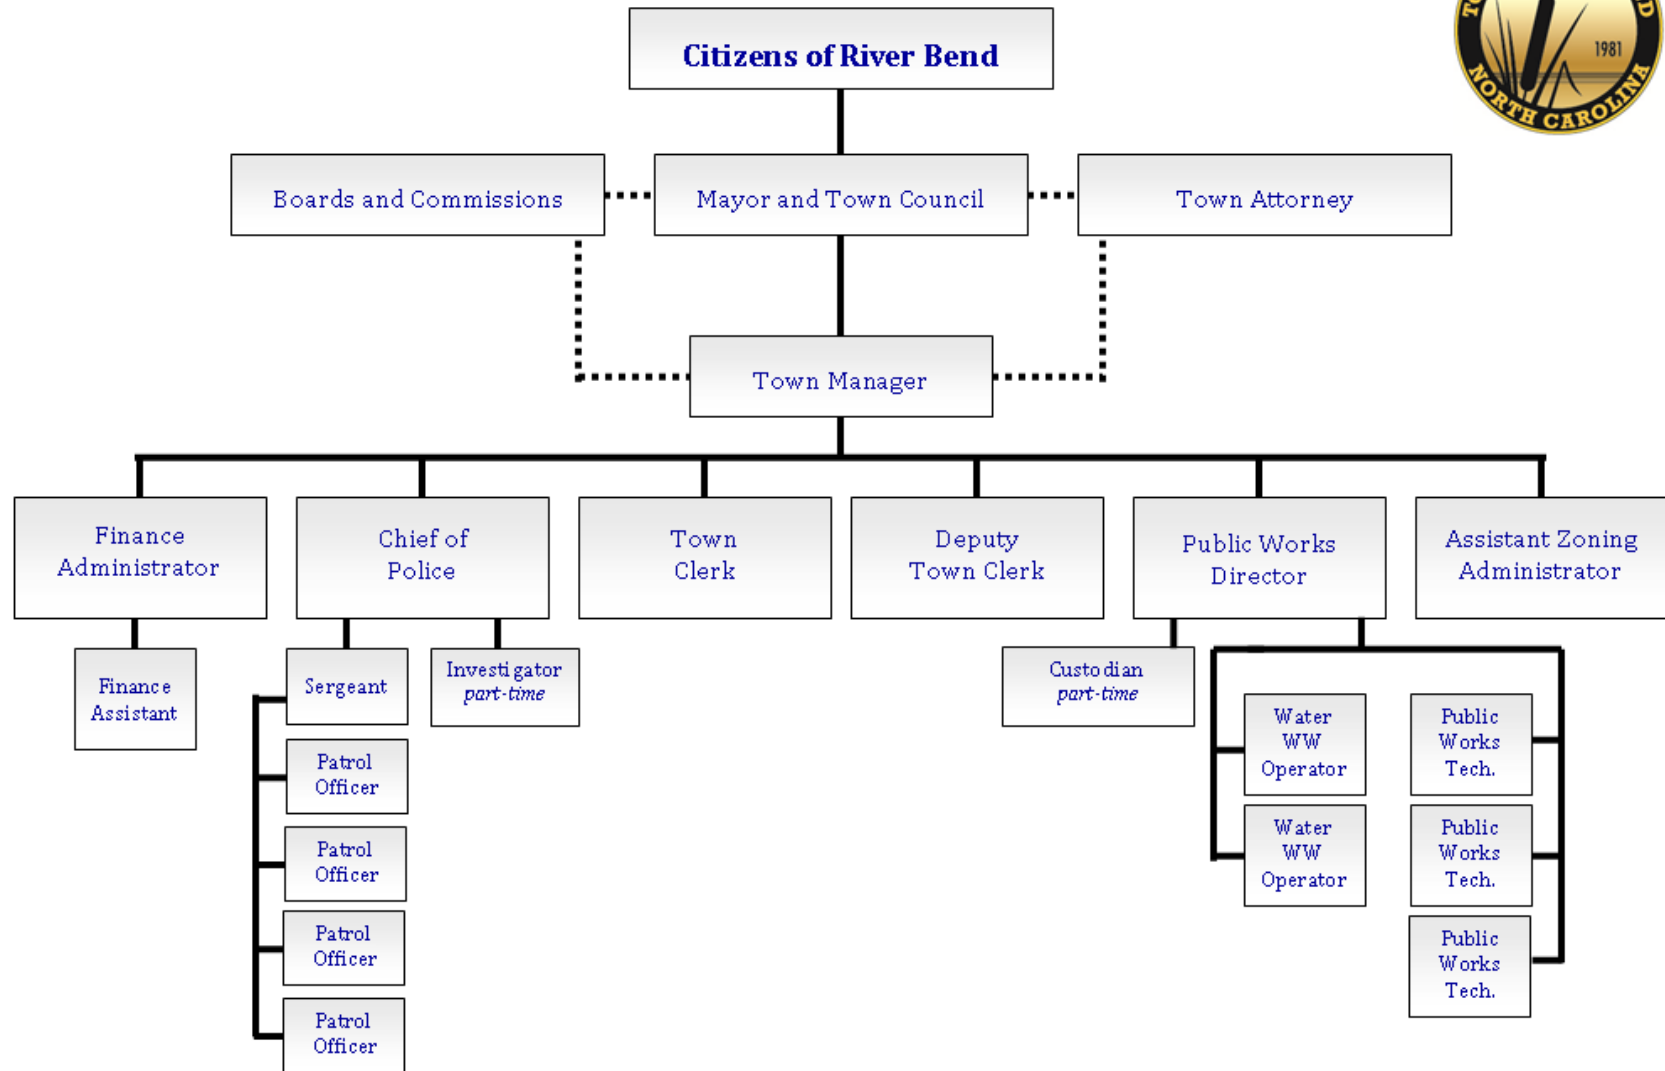 Citizens of River Bend
1981
NORTH CAROLINA
Boards and Commissions
Mayor and Town Council
Town Attorney
Town Manager
Finance
Administrator
Chief of
Police
Town
Clerk
Deputy
Town Clerk
Public Works
Director
Assistant Zoning
Administrator
Finance
Assistant
Sergeant
Investigator
part-time
Custodian
part-time
Patrol
Officer
Patrol
Officer
Patrol
Officer
Patrol
Officer
Water
WW
Operator
Water
WW
Operator
Public
Works
Tech.
Public
Works
Tech.
Public
Works
Tech.